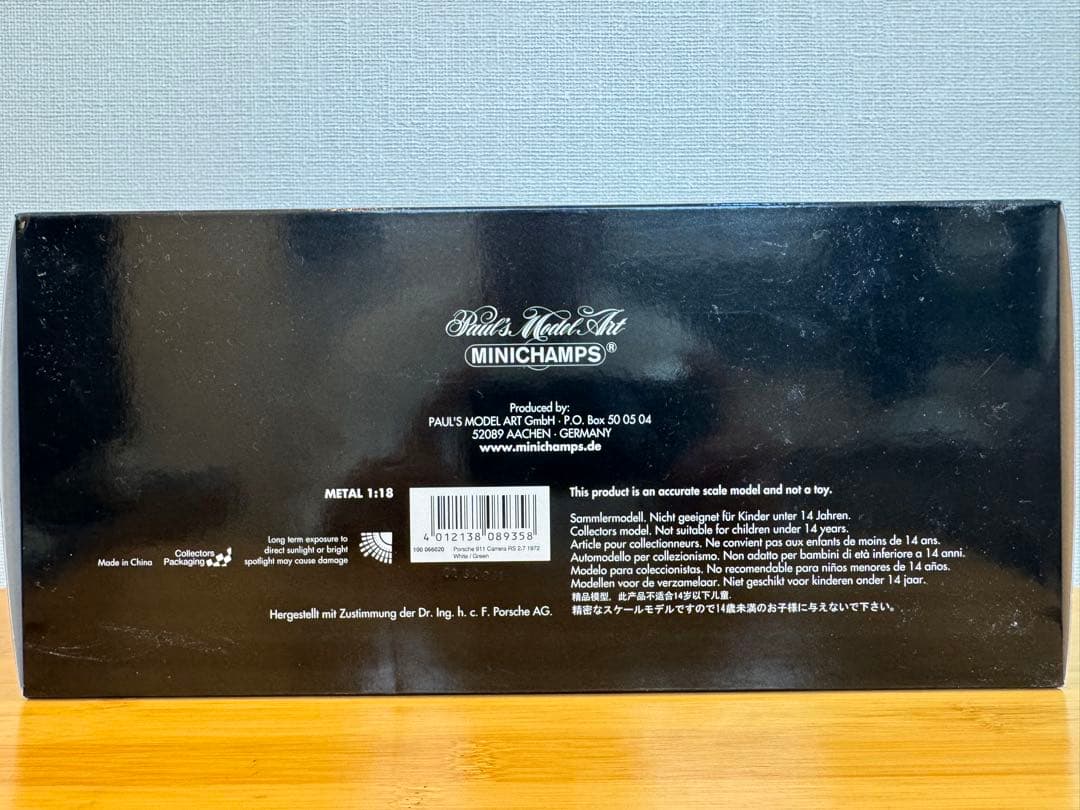 Paul's Model Art
MINICHAMPS®
Produced by:
PAUL'S MODEL ART GmbH · P.O. Box 50 05 04
52089 AACHEN · GERMANY
www.minichamps.de
METAL 1:18
4 012138 089358
100 066020 Porsche 911 Carrera RS 2.7 1972
White / Green
Made in China
Collectors
Packaging
Long term exposure to
direct sunlight or bright
spotlight may cause damage
Hergestellt mit Zustimmung der Dr. Ing. h. c. F. Porsche AG.
This product is an accurate scale model and not a toy.
Sammlermodell. Nicht geeignet für Kinder unter 14 Jahren.
Collectors model. Not suitable for children under 14 years.
Article pour collectionneurs. Ne convient pas aux enfants de moins de 14 ans.
Automodello per collezionismo. Non adatto per bambini di età inferiore a 14 anni.
Modelo para coleccionistas. No recomendable para niños menores de 14 años.
Modellen voor de verzamelaar. Niet geschikt voor kinderen onder 14 jaar.
精品模型，此产品不适合14岁以下儿童.
精密なスケールモデルですので14歳未満のお子様に与えないで下さい。